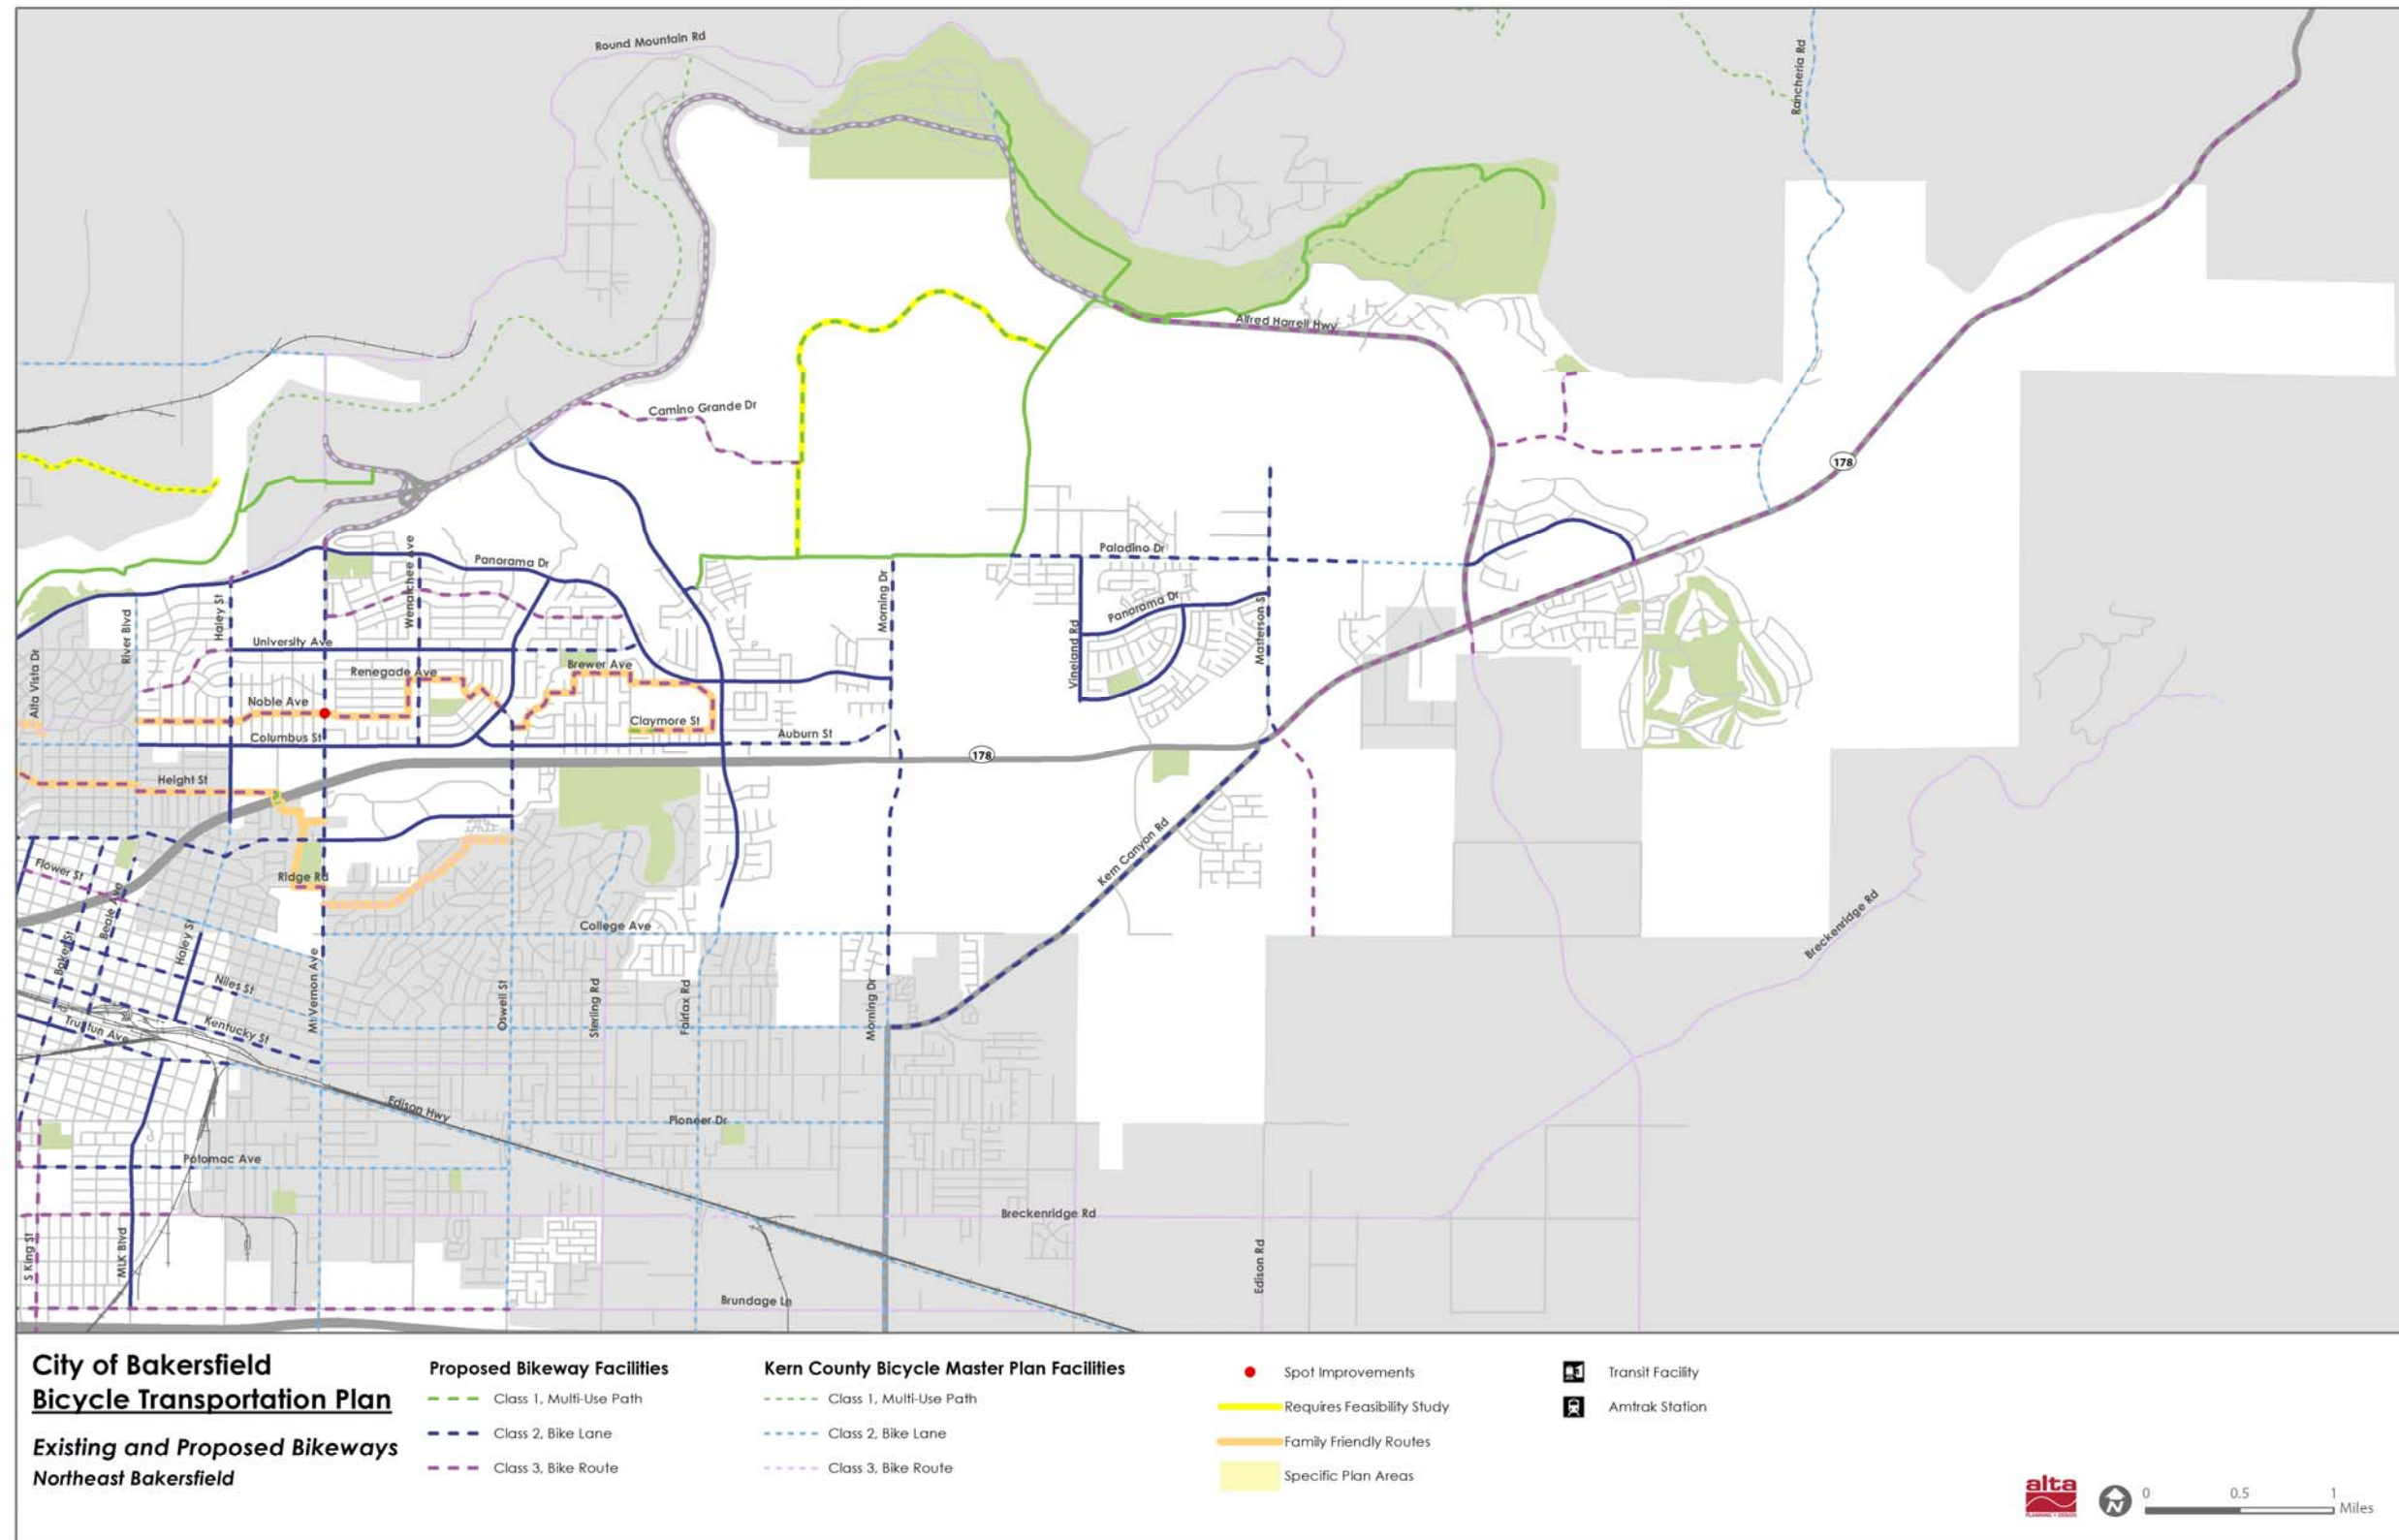 Round Mountain Rd
Rancheria Rd
Alfred Harrell Hwy
Camino Grande Dr
178
Wenatchee Ave
Panorama Dr
Paladino Dr
Morning Dr
Haley St
River Blvd
Panorama Dr
Masterson St
Vineland Rd
University Ave
Alta Vista Dr
Renegade Ave
Brewer Ave
Noble Ave
Claymore St
Columbus St
Auburn St
178
Height St
Kern Canyon Rd
Flower St
Ridge Rd
Beale Ave
Baker St
Haley St
College Ave
Breckenridge Rd
Niles St
Mt Vernon Ave
Oswell St
Sterling Rd
Fairfax Rd
Morning Dr
Truxtun Ave
Kentucky St
Edison Hwy
Pioneer Dr
Potomac Ave
Breckenridge Rd
S King St
MLK Blvd
Edison Rd
Brundage Ln
City of Bakersfield
Bicycle Transportation Plan
Existing and Proposed Bikeways
Northeast Bakersfield
Proposed Bikeway Facilities
Class 1, Multi-Use Path
Class 2, Bike Lane
Class 3, Bike Route
Kern County Bicycle Master Plan Facilities
Class 1, Multi-Use Path
Class 2, Bike Lane
Class 3, Bike Route
Spot Improvements
Requires Feasibility Study
Family Friendly Routes
Specific Plan Areas
Transit Facility
Amtrak Station
alta
PLANNING + DESIGN
N
0 0.5 1
Miles